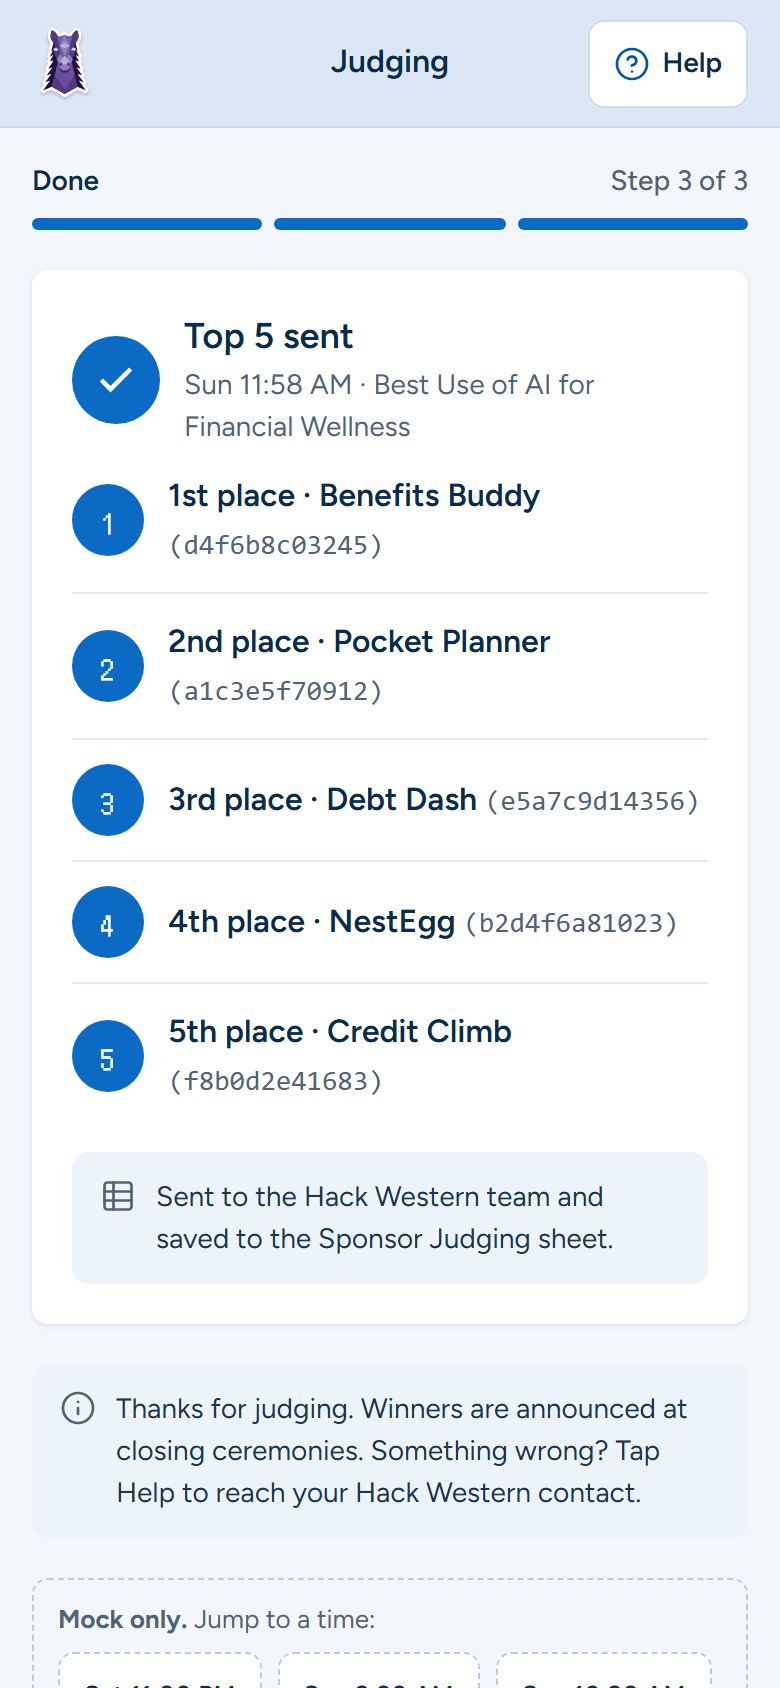 Judging
Help
Done
Step 3 of 3
Top 5 sent
Sun 11:58 AM · Best Use of AI for
Financial Wellness
1
1st place · Benefits Buddy
(d4f6b8c03245)
2
2nd place · Pocket Planner
(a1c3e5f70912)
3
3rd place · Debt Dash (e5a7c9d14356)
4
4th place · NestEgg (b2d4f6a81023)
5
5th place · Credit Climb
(f8b0d2e41683)
Sent to the Hack Western team and
saved to the Sponsor Judging sheet.
Thanks for judging. Winners are announced at
closing ceremonies. Something wrong? Tap
Help to reach your Hack Western contact.
Mock only. Jump to a time: